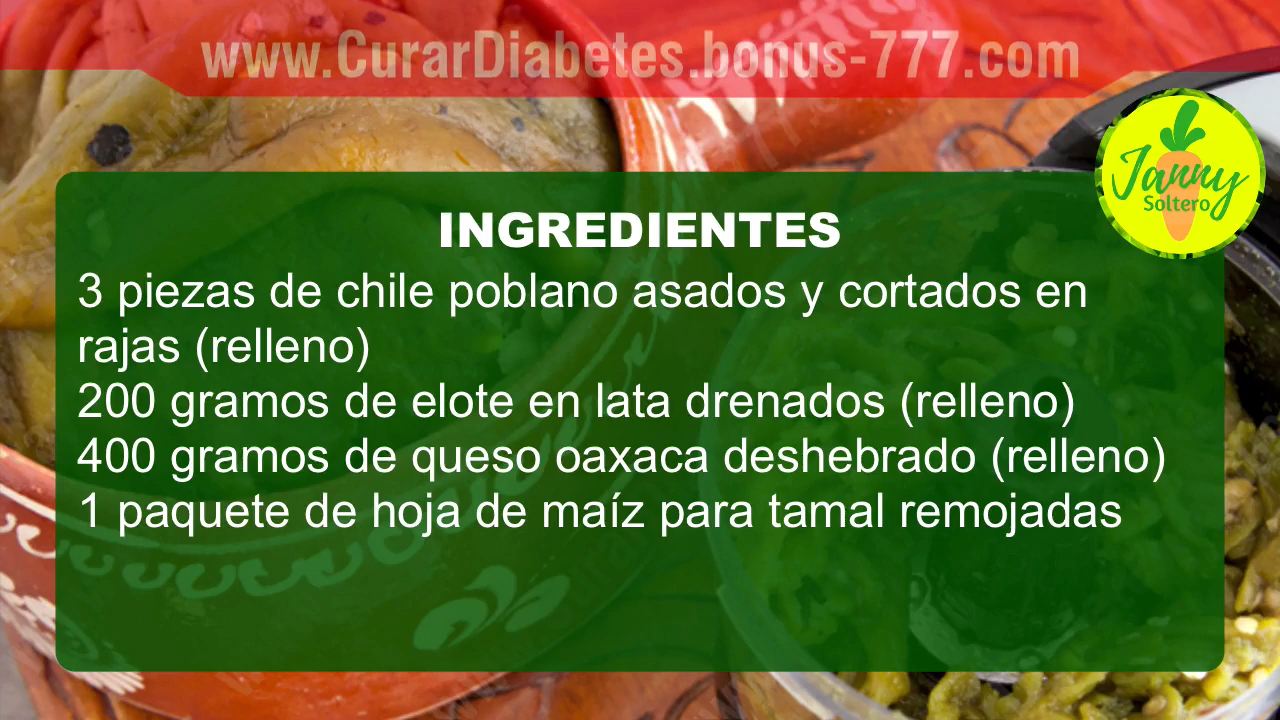 www.CurarDiabetes.bonus-777.com
Janny
Soltero
INGREDIENTES
3 piezas de chile poblano asados y cortados en
rajas (relleno)
200 gramos de elote en lata drenados (relleno)
400 gramos de queso oaxaca deshebrado (relleno)
1 paquete de hoja de maíz para tamal remojadas